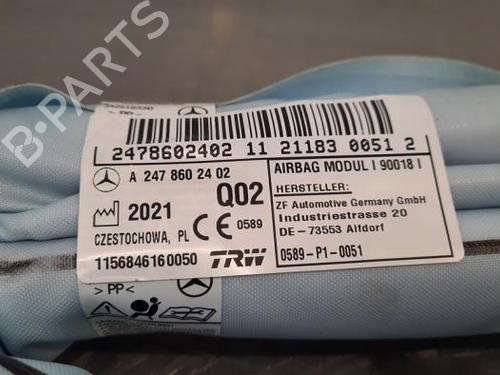 > PP <
2478602402 11 21183 0051 2
A 247 860 24 02
Q02
AIRBAG MODUL I 90018 I
HERSTELLER:
ZF Automotive Germany GmbH
Industriestrasse 20
DE-73553 Alfdorf
2021
CE 0589
CZESTOCHOWA, PL
1156846160050
TRW
0589-P1-0051
> PP <
B-Parts